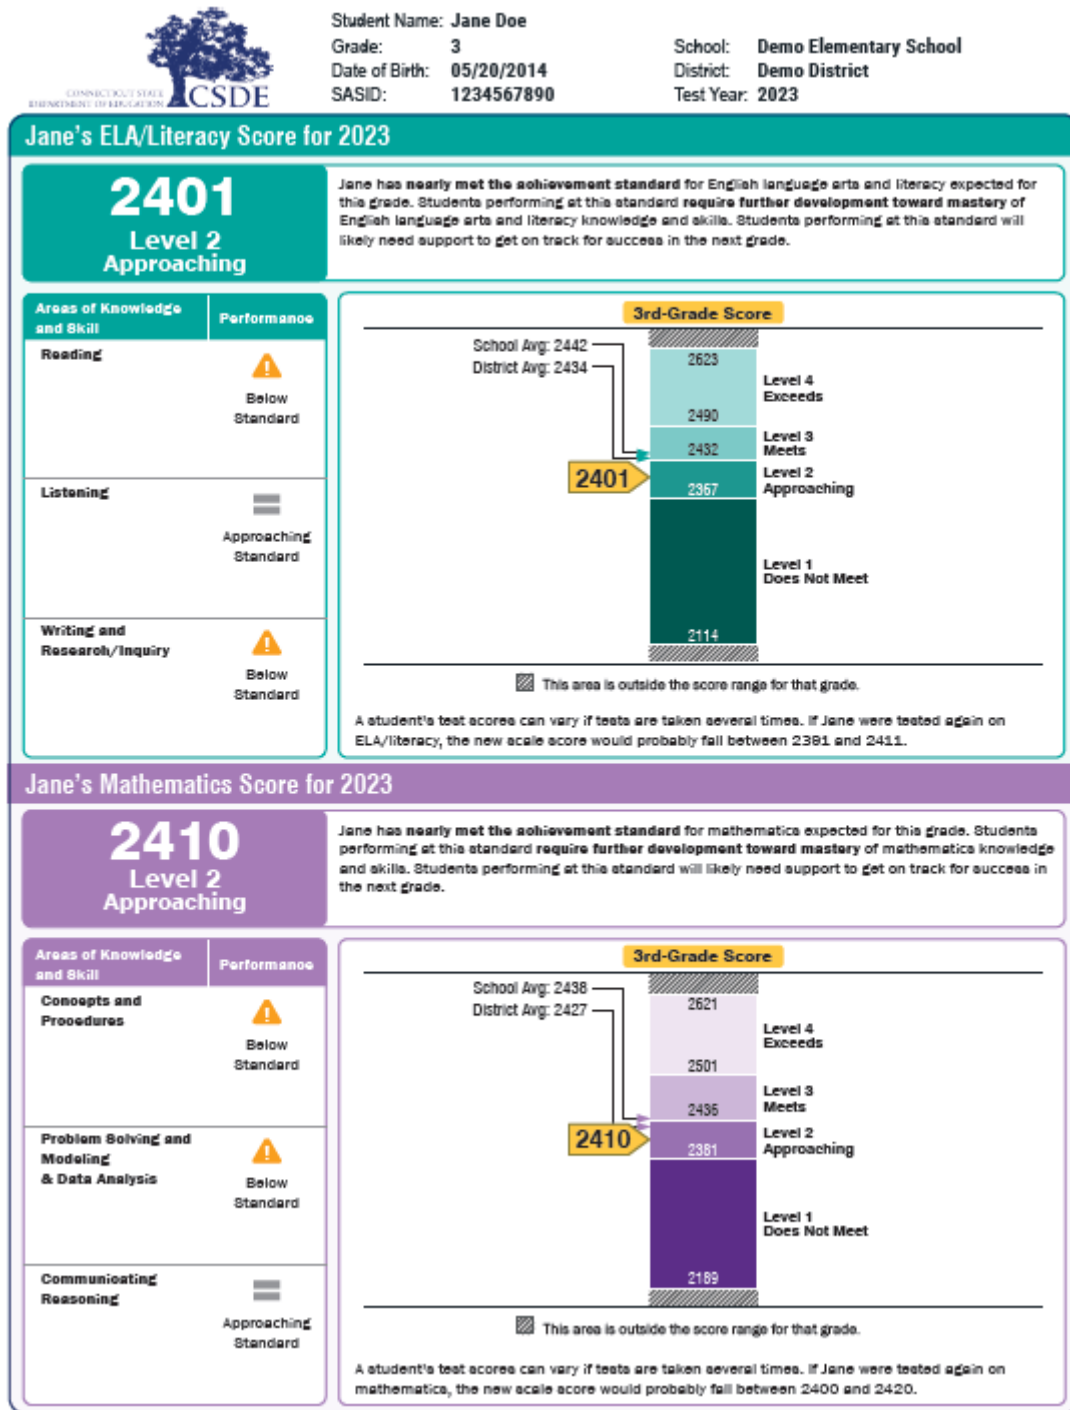 CONNECTICUT STATE
DEPARTMENT OF EDUCATION
CSDE
Student Name: Jane Doe
Grade: 3
Date of Birth: 05/20/2014
SASID: 1234567890
School: Demo Elementary School
District: Demo District
Test Year: 2023
Jane's ELA/Literacy Score for 2023
2401
Level 2
Approaching
Jane has nearly met the achievement standard for English language arts and literacy expected for
this grade. Students performing at this standard require further development toward mastery of
English language arts and literacy knowledge and skills. Students performing at this standard will
likely need support to get on track for success in the next grade.
Areas of Knowledge
and Skill
Performance
Reading
Below
Standard
Listening
Approaching
Standard
Writing and
Research/Inquiry
Below
Standard
3rd-Grade Score
School Avg: 2442
District Avg: 2434
2623
Level 4
Exceeds
2490
Level 3
Meets
2432
2401
Level 2
Approaching
2367
Level 1
Does Not Meet
2114
This area is outside the score range for that grade.
A student's test scores can vary if tests are taken several times. If Jane were tested again on
ELA/literacy, the new scale score would probably fall between 2391 and 2411.
Jane's Mathematics Score for 2023
2410
Level 2
Approaching
Jane has nearly met the achievement standard for mathematics expected for this grade. Students
performing at this standard require further development toward mastery of mathematics knowledge
and skills. Students performing at this standard will likely need support to get on track for success in
the next grade.
Areas of Knowledge
and Skill
Performance
Concepts and
Procedures
Below
Standard
Problem Solving and
Modeling
& Data Analysis
Below
Standard
Communicating
Reasoning
Approaching
Standard
3rd-Grade Score
School Avg: 2438
District Avg: 2427
2621
Level 4
Exceeds
2501
Level 3
Meets
2436
2410
Level 2
Approaching
2381
Level 1
Does Not Meet
2189
This area is outside the score range for that grade.
A student's test scores can vary if tests are taken several times. If Jane were tested again on
mathematics, the new scale score would probably fall between 2400 and 2420.